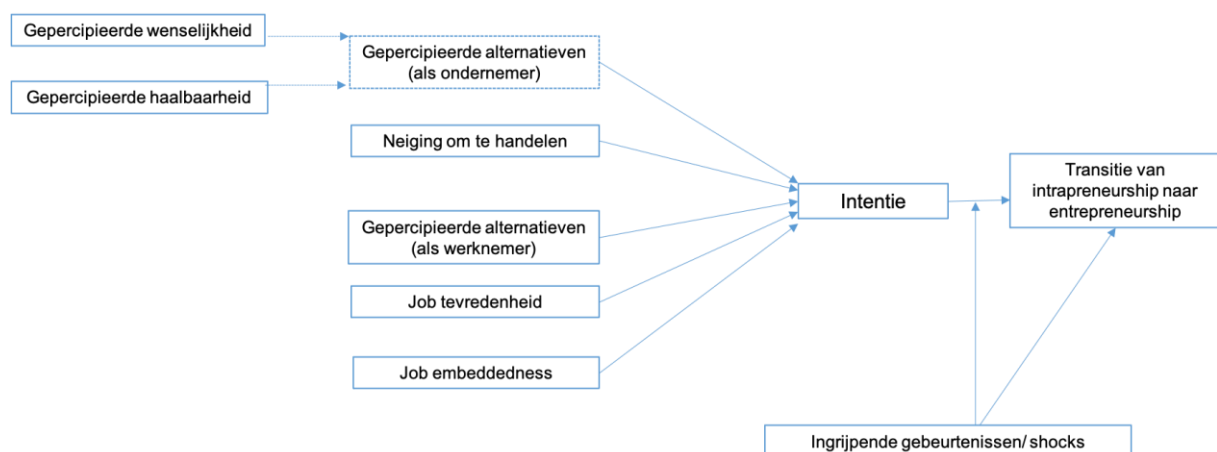 Gepercipieerde wenselijkheid
Gepercipieerde alternatieven
(als ondernemer)
Gepercipieerde haalbaarheid
Neiging om te handelen
Transitie van
intrapreneurship naar
entrepreneurship
Intentie
Gepercipieerde alternatieven
(als werknemer)
Job tevredenheid
Job embeddedness
Ingrijpende gebeurtenissen/ shocks